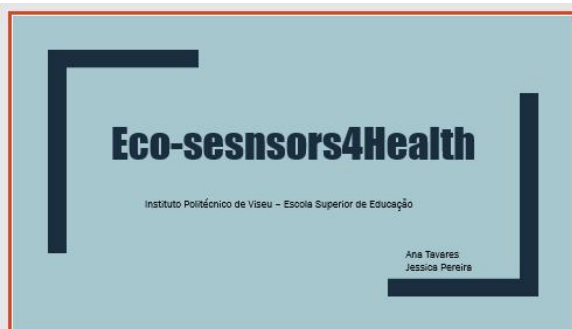 Eco-sesnsors4Health
Instituto Politécnico de Viseu – Escola Superior de Educação
Ana Tavares
Jessica Pereira